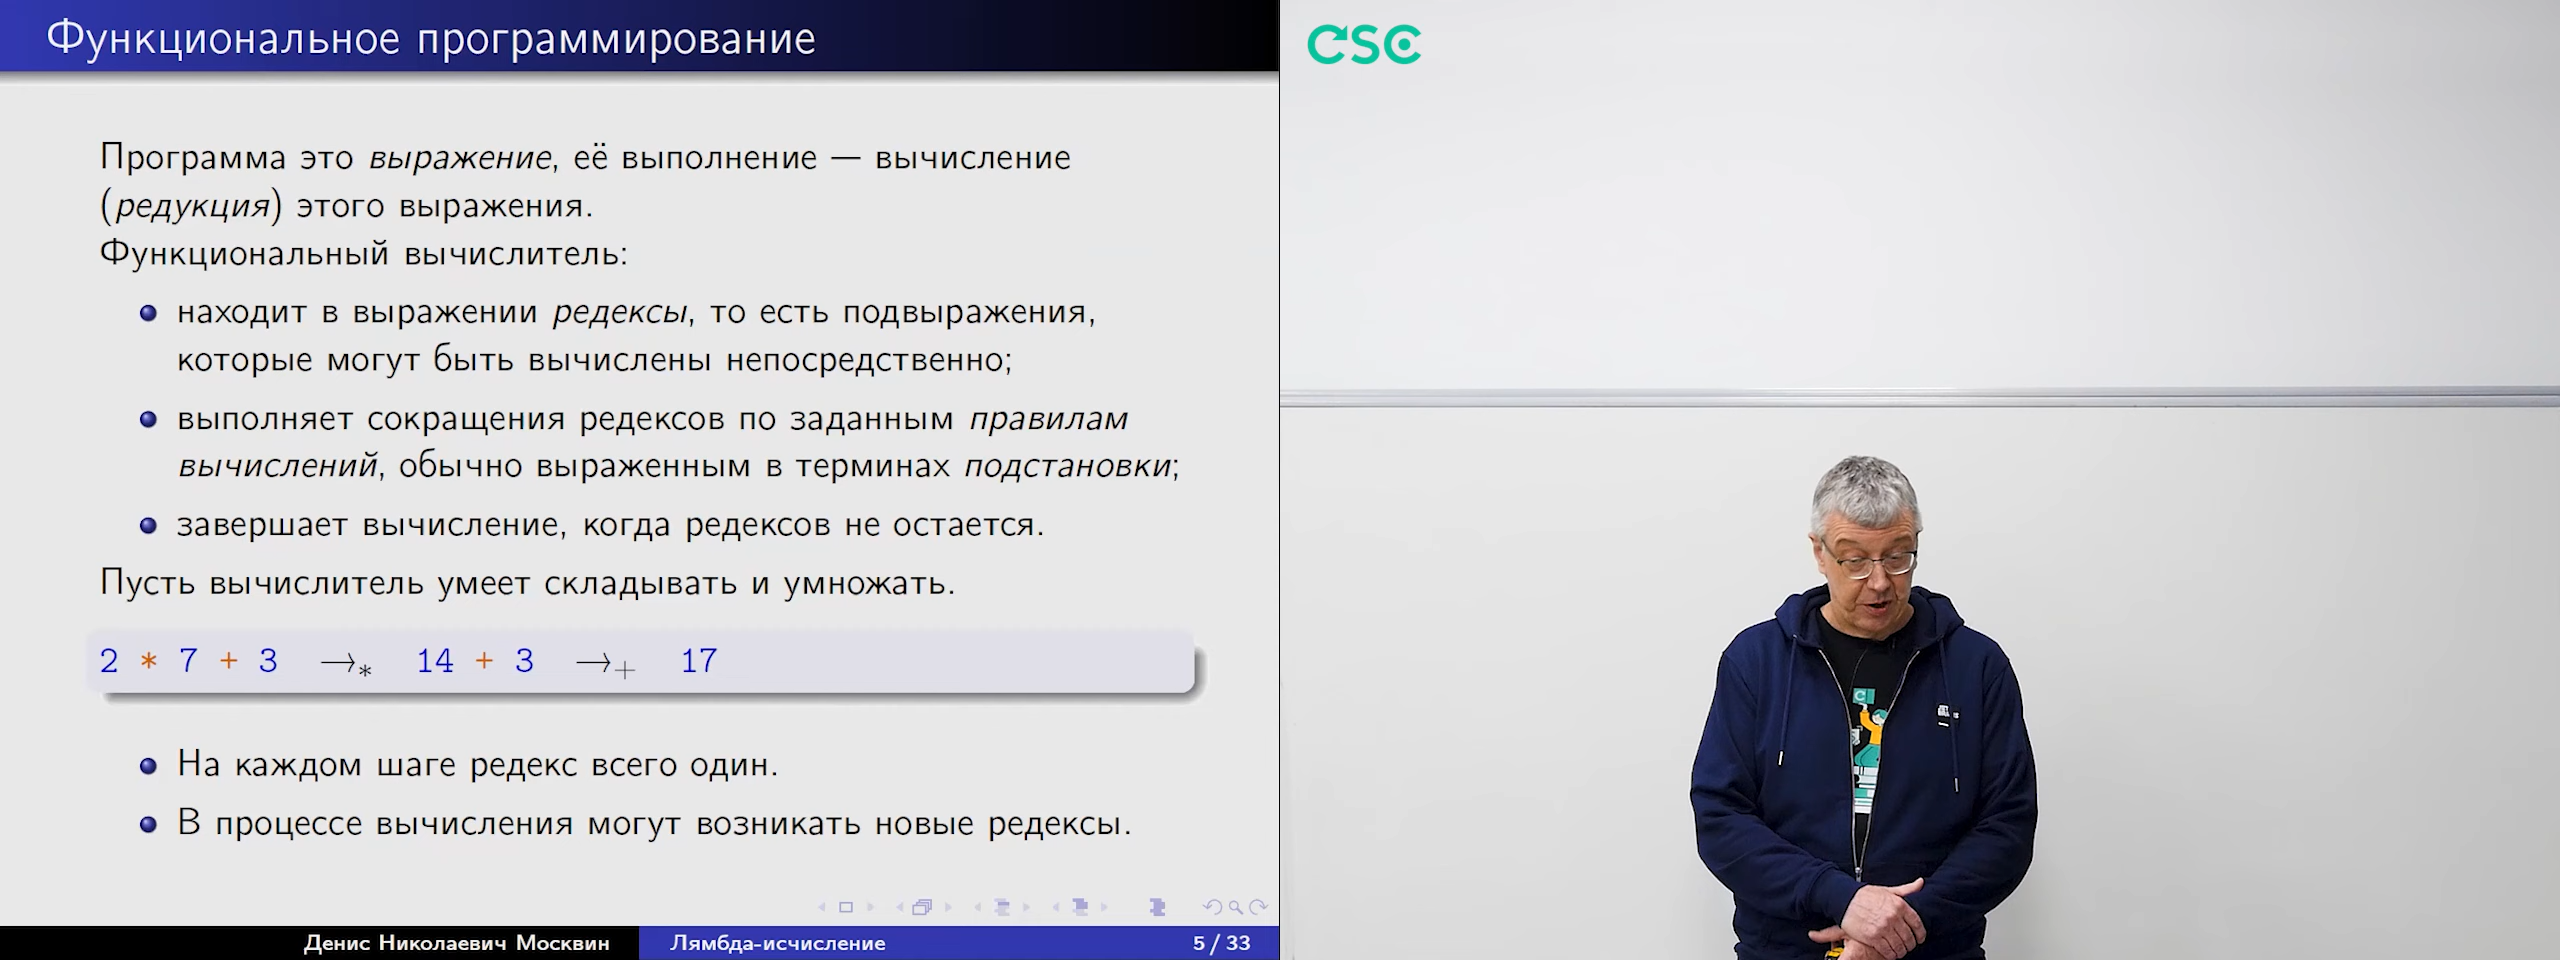 Функциональное программирование
Программа это выражение, её выполнение — вычисление
(редукция) этого выражения.
Функциональный вычислитель:
находит в выражении редексы, то есть подвыражения,
которые могут быть вычислены непосредственно;
выполняет сокращения редексов по заданным правилам
вычислений, обычно выраженным в терминах подстановки;
завершает вычисление, когда редексов не остается.
Пусть вычислитель умеет складывать и умножать.
2 * 7 + 3 →* 14 + 3 →+ 17
На каждом шаге редекс всего один.
В процессе вычисления могут возникать новые редексы.
Денис Николаевич Москвин Лямбда-исчисление 5 / 33
CSC